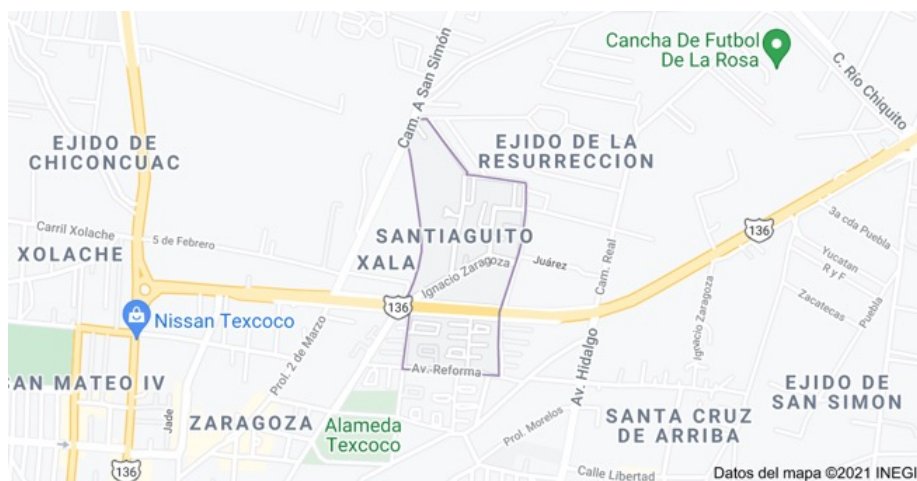 Cancha De Futbol
De La Rosa
C. Río Chiquito
Cam. A San Simón
EJIDO DE
CHICONCUAC
EJIDO DE LA
RESURRECCION
136
3a cda Puebla
Carril Xolache
5 de Febrero
SANTIAGUITO
XOLACHE
XALA
Ignacio Zaragoza
Juárez
Cam. Real
Yucatan
R y F
Zacatecas
Puebla
136
Nissan Texcoco
Prol. 2 de Marzo
Ignacio Zaragoza
Av. Reforma
Av. Hidalgo
SAN MATEO IV
Jade
ZARAGOZA
Alameda
Texcoco
Prol. Morelos
SANTA CRUZ
DE ARRIBA
EJIDO DE
SAN SIMON
136
Calle Libertad
Datos del mapa ©2021 INEGI